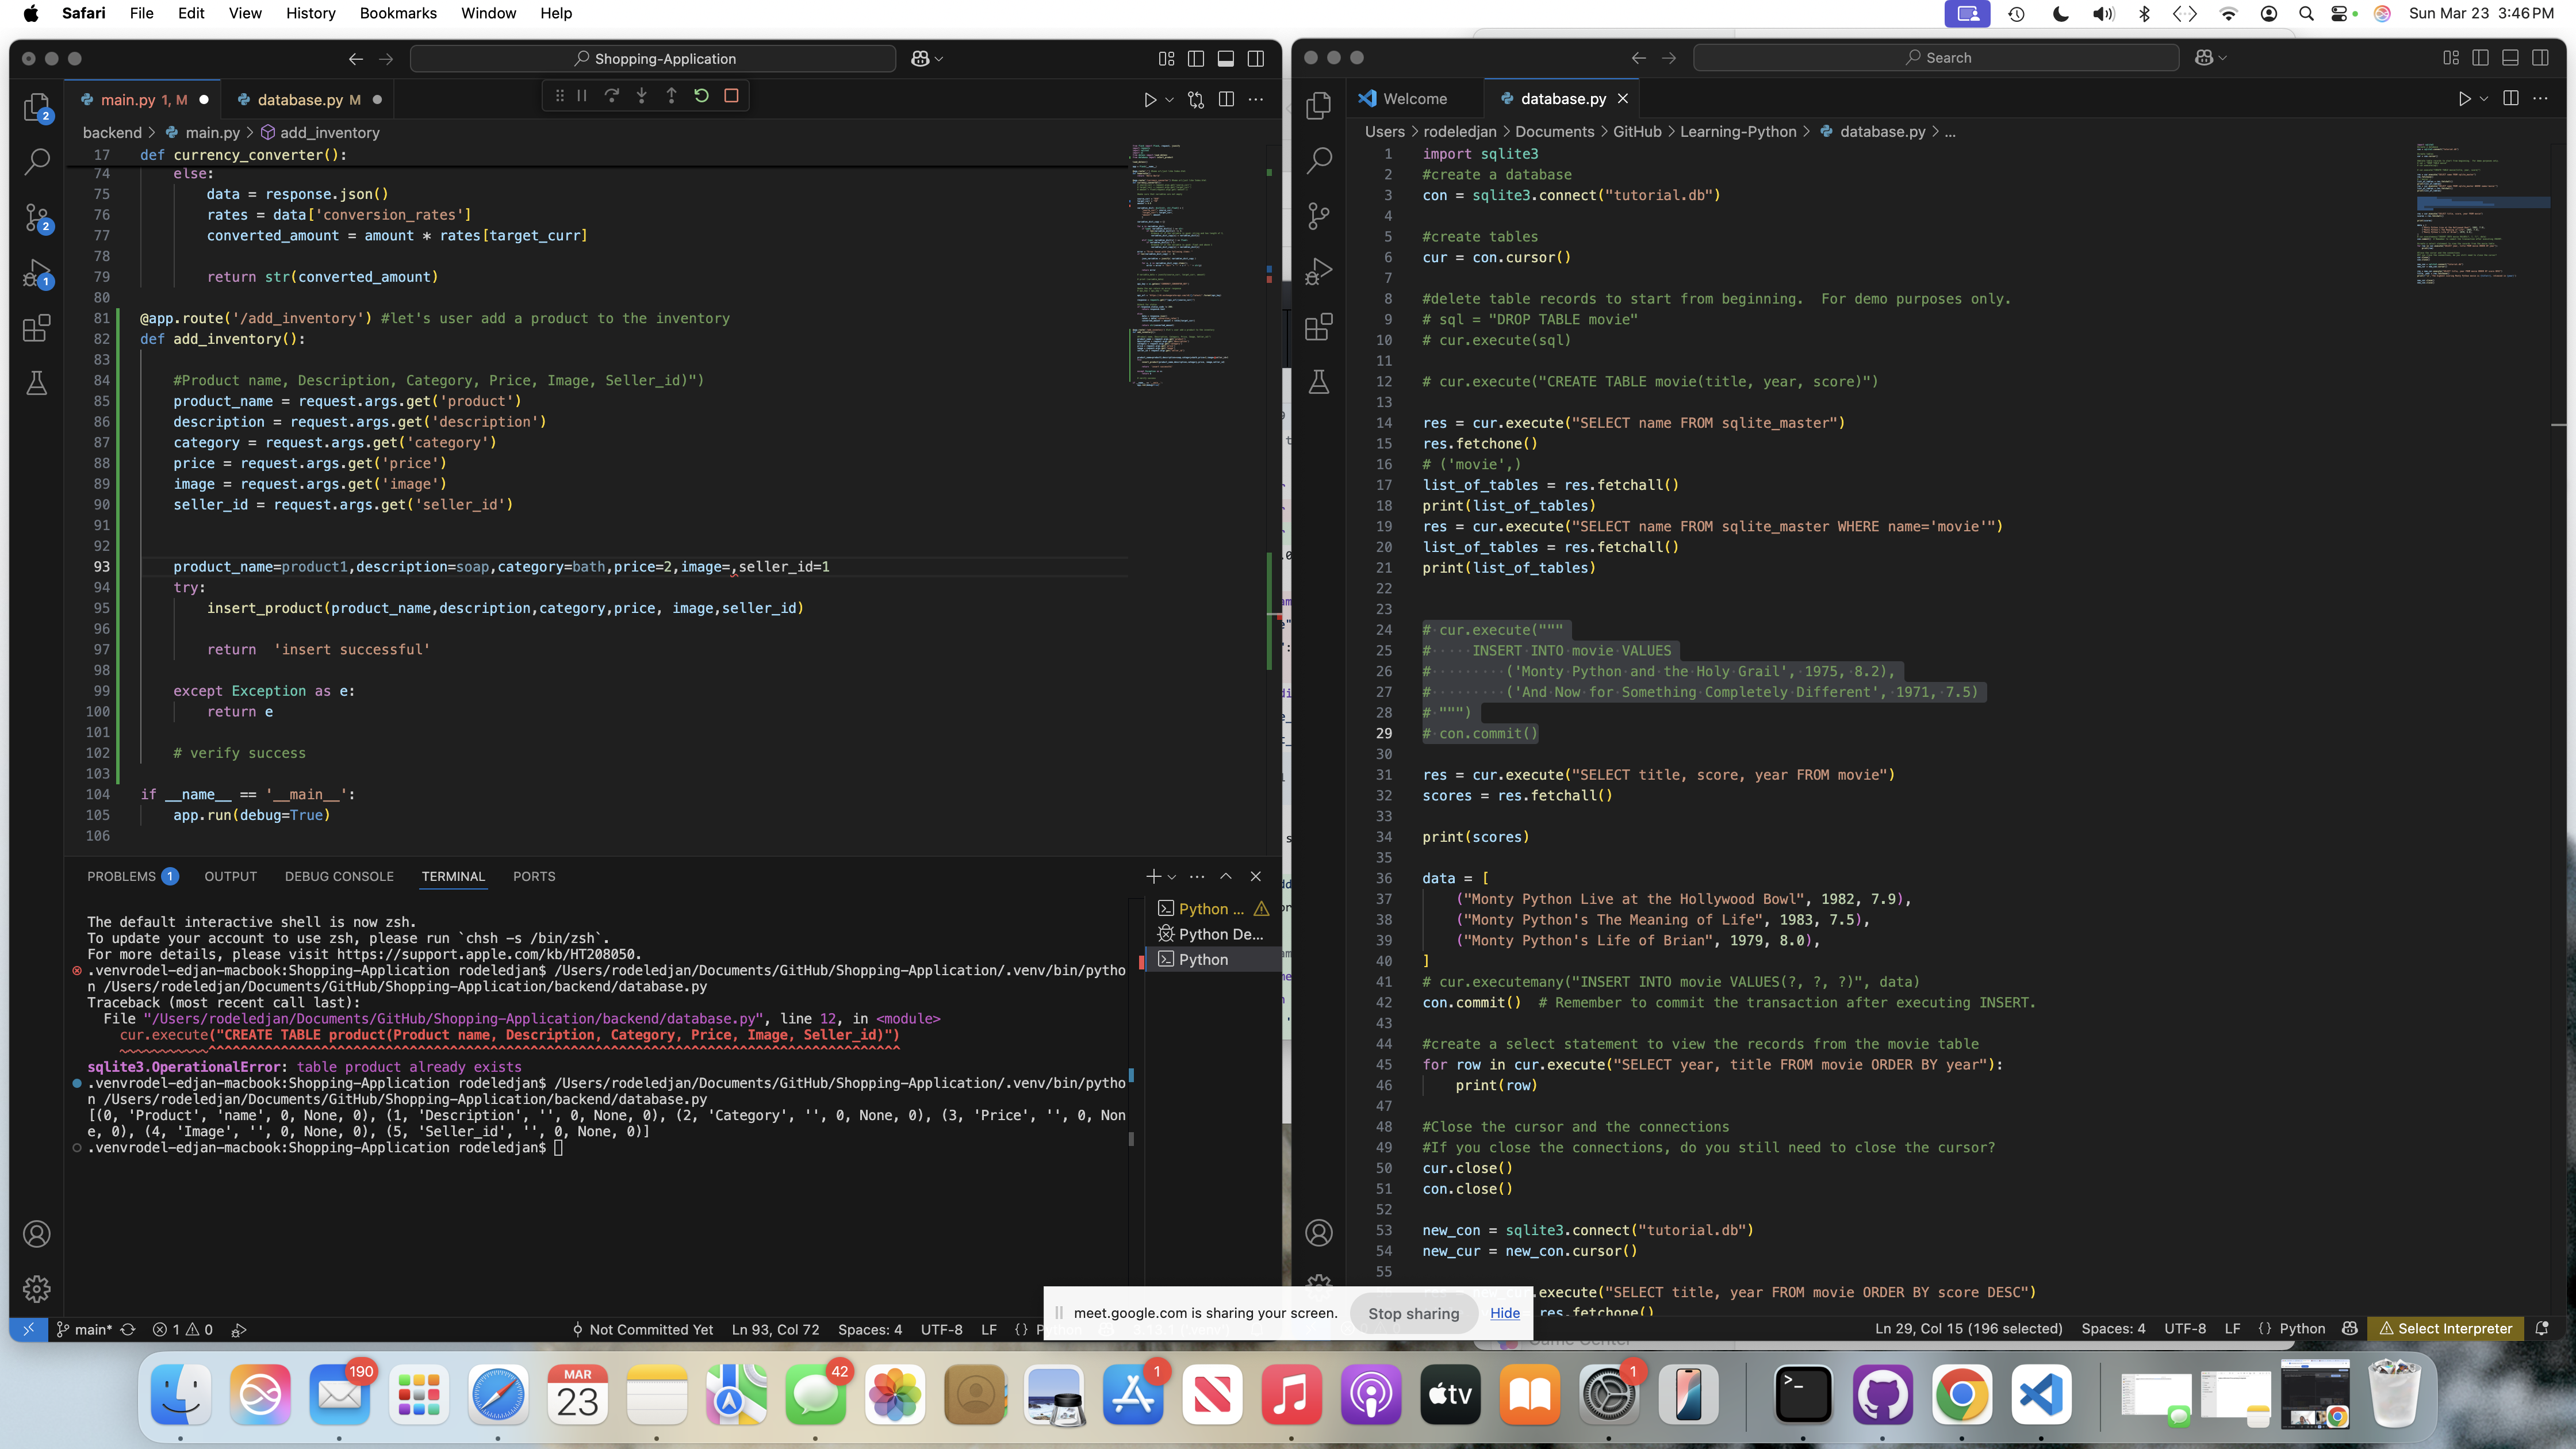 Safari File Edit View History Bookmarks Window Help
Sun Mar 23 3:46 PM
Shopping-Application
main.py 1, M
database.py M
backend > main.py > add_inventory
17 def currency_converter():
74 else:
75 data = response.json()
76 rates = data['conversion_rates']
77 converted_amount = amount * rates[target_curr]
78
79 return str(converted_amount)
80
81 @app.route('/add_inventory') #let's user add a product to the inventory
82 def add_inventory():
83
84 #Product name, Description, Category, Price, Image, Seller_id)")
85 product_name = request.args.get('product')
86 description = request.args.get('description')
87 category = request.args.get('category')
88 price = request.args.get('price')
89 image = request.args.get('image')
90 seller_id = request.args.get('seller_id')
91
92
93 product_name=product1,description=soap,category=bath,price=2,image=,seller_id=1
94 try:
95 insert_product(product_name,description,category,price, image,seller_id)
96
97 return 'insert successful'
98
99 except Exception as e:
100 return e
101
102 # verify success
103
104 if __name__ == '__main__':
105 app.run(debug=True)
106
2
2
1
PROBLEMS 1 OUTPUT DEBUG CONSOLE TERMINAL PORTS
The default interactive shell is now zsh.
To update your account to use zsh, please run `chsh -s /bin/zsh`.
For more details, please visit https://support.apple.com/kb/HT208050.
.venvrodel-edjan-macbook:Shopping-Application rodeledjan$ /Users/rodeledjan/Documents/GitHub/Shopping-Application/.venv/bin/pytho
n /Users/rodeledjan/Documents/GitHub/Shopping-Application/backend/database.py
Traceback (most recent call last):
File "/Users/rodeledjan/Documents/GitHub/Shopping-Application/backend/database.py", line 12, in <module>
cur.execute("CREATE TABLE product(Product name, Description, Category, Price, Image, Seller_id)")
~~~~~~~~~~~^^^^^^^^^^^^^^^^^^^^^^^^^^^^^^^^^^^^^^^^^^^^^^^^^^^^^^^^^^^^^^^^^^^^^^^^^^^^^^^^^^^^^
sqlite3.OperationalError: table product already exists
.venvrodel-edjan-macbook:Shopping-Application rodeledjan$ /Users/rodeledjan/Documents/GitHub/Shopping-Application/.venv/bin/pytho
n /Users/rodeledjan/Documents/GitHub/Shopping-Application/backend/database.py
[(0, 'Product', 'name', 0, None, 0), (1, 'Description', '', 0, None, 0), (2, 'Category', '', 0, None, 0), (3, 'Price', '', 0, Non
e, 0), (4, 'Image', '', 0, None, 0), (5, 'Seller_id', '', 0, None, 0)]
.venvrodel-edjan-macbook:Shopping-Application rodeledjan$
Python ...
Python De...
Python
main* 1 0 Not Committed Yet Ln 93, Col 72 Spaces: 4 UTF-8 LF
Search
Welcome
database.py
Users > rodeledjan > Documents > GitHub > Learning-Python > database.py > ...
1 import sqlite3
2 #create a database
3 con = sqlite3.connect("tutorial.db")
4
5 #create tables
6 cur = con.cursor()
7
8 #delete table records to start from beginning. For demo purposes only.
9 # sql = "DROP TABLE movie"
10 # cur.execute(sql)
11
12 # cur.execute("CREATE TABLE movie(title, year, score)")
13
14 res = cur.execute("SELECT name FROM sqlite_master")
15 res.fetchone()
16 # ('movie',)
17 list_of_tables = res.fetchall()
18 print(list_of_tables)
19 res = cur.execute("SELECT name FROM sqlite_master WHERE name='movie'")
20 list_of_tables = res.fetchall()
21 print(list_of_tables)
22
23
24 # cur.execute("""
25 # INSERT INTO movie VALUES
26 # ('Monty Python and the Holy Grail', 1975, 8.2),
27 # ('And Now for Something Completely Different', 1971, 7.5)
28 # """)
29 # con.commit()
30
31 res = cur.execute("SELECT title, score, year FROM movie")
32 scores = res.fetchall()
33
34 print(scores)
35
36 data = [
37 ("Monty Python Live at the Hollywood Bowl", 1982, 7.9),
38 ("Monty Python's The Meaning of Life", 1983, 7.5),
39 ("Monty Python's Life of Brian", 1979, 8.0),
40 ]
41 # cur.executemany("INSERT INTO movie VALUES(?, ?, ?)", data)
42 con.commit() # Remember to commit the transaction after executing INSERT.
43
44 #create a select statement to view the records from the movie table
45 for row in cur.execute("SELECT year, title FROM movie ORDER BY year"):
46 print(row)
47
48 #Close the cursor and the connections
49 #If you close the connections, do you still need to close the cursor?
50 cur.close()
51 con.close()
52
53 new_con = sqlite3.connect("tutorial.db")
54 new_cur = new_con.cursor()
55
.execute("SELECT title, year FROM movie ORDER BY score DESC")
res.fetchone()
Ln 29, Col 15 (196 selected) Spaces: 4 UTF-8 LF Python Select Interpreter
meet.google.com is sharing your screen. Stop sharing Hide
190
MAR
23
42
1
tv
1